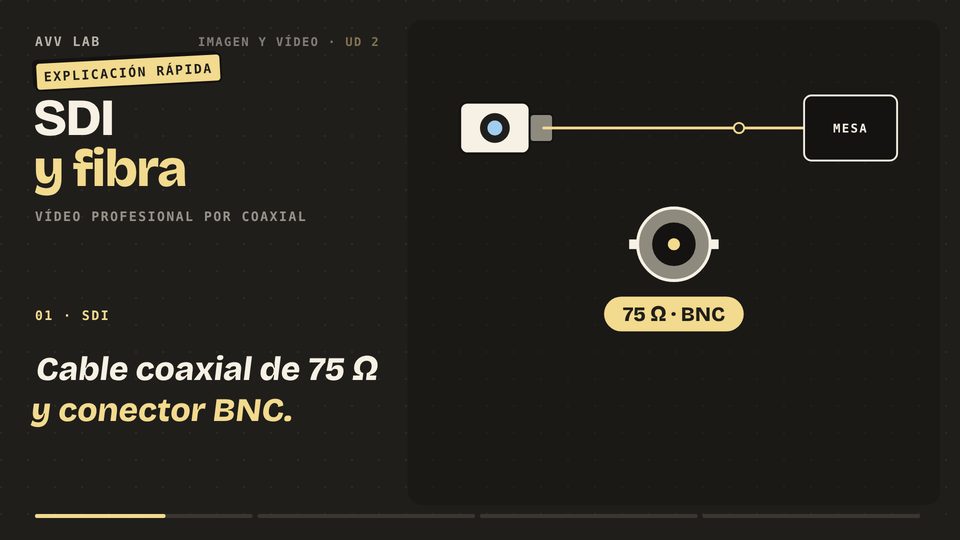 AVV LAB
IMAGEN Y VÍDEO · UD 2
EXPLICACIÓN RÁPIDA
SDI
y fibra
VÍDEO PROFESIONAL POR COAXIAL
01 · SDI
Cable coaxial de 75 Ω
y conector BNC.
MESA
75 Ω · BNC